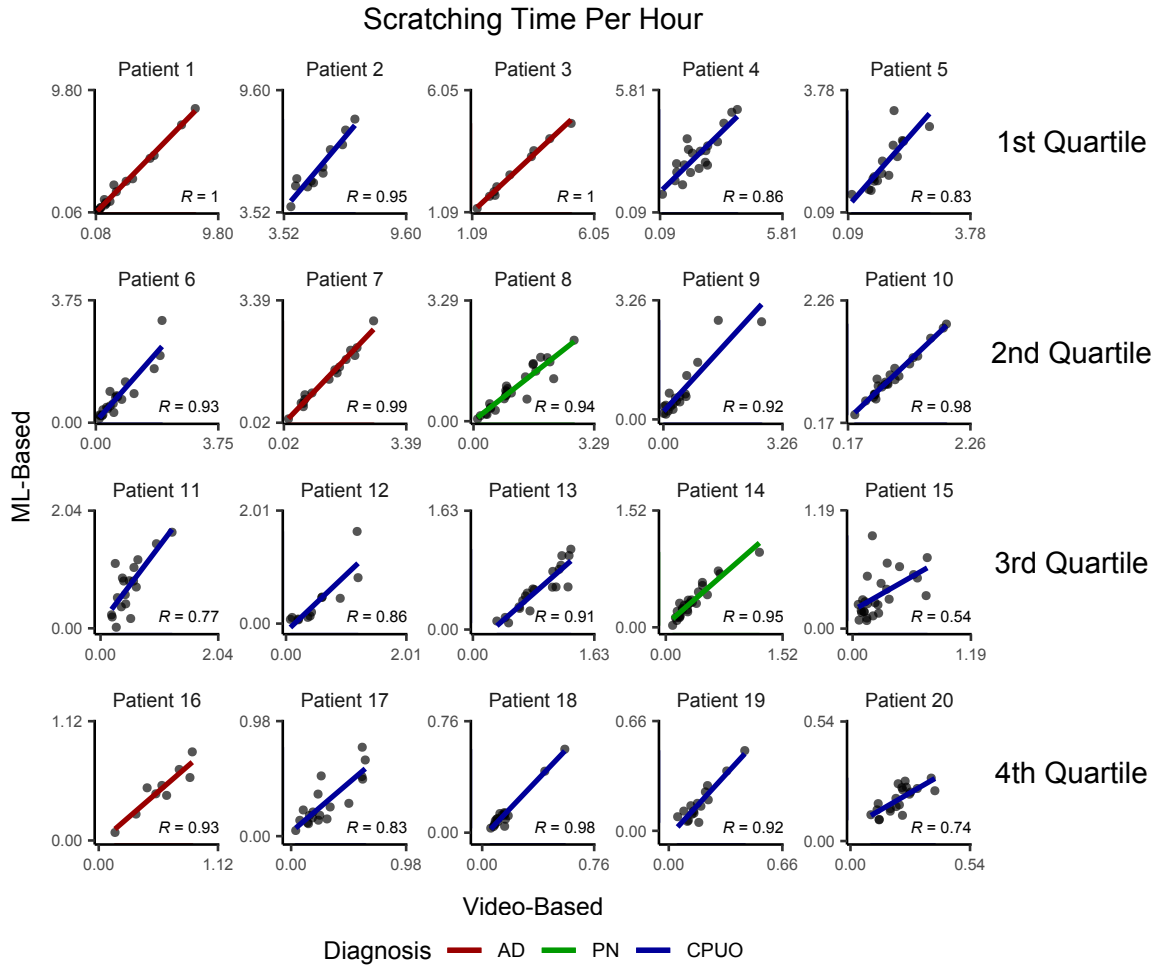 Scratching Time Per Hour
Patient 1 Patient 2 Patient 3 Patient 4 Patient 5
9.80 9.60 6.05 5.81 3.78
1st Quartile
R = 1 R = 0.95 R = 1 R = 0.86 R = 0.83
0.06 3.52 1.09 0.09 0.09
0.08 9.80 3.52 9.60 1.09 6.05 0.09 5.81 0.09 3.78
Patient 6 Patient 7 Patient 8 Patient 9 Patient 10
3.75 3.39 3.29 3.26 2.26
2nd Quartile
R = 0.93 R = 0.99 R = 0.94 R = 0.92 R = 0.98
0.00 0.02 0.00 0.00 0.17
0.00 3.75 0.02 3.39 0.00 3.29 0.00 3.26 0.17 2.26
ML-Based
Patient 11 Patient 12 Patient 13 Patient 14 Patient 15
2.04 2.01 1.63 1.52 1.19
3rd Quartile
R = 0.77 R = 0.86 R = 0.91 R = 0.95 R = 0.54
0.00 0.00 0.00 0.00 0.00
0.00 2.04 0.00 2.01 0.00 1.63 0.00 1.52 0.00 1.19
Patient 16 Patient 17 Patient 18 Patient 19 Patient 20
1.12 0.98 0.76 0.66 0.54
4th Quartile
R = 0.93 R = 0.83 R = 0.98 R = 0.92 R = 0.74
0.00 0.00 0.00 0.00 0.00
0.00 1.12 0.00 0.98 0.00 0.76 0.00 0.66 0.00 0.54
Video-Based
Diagnosis AD PN CPUO